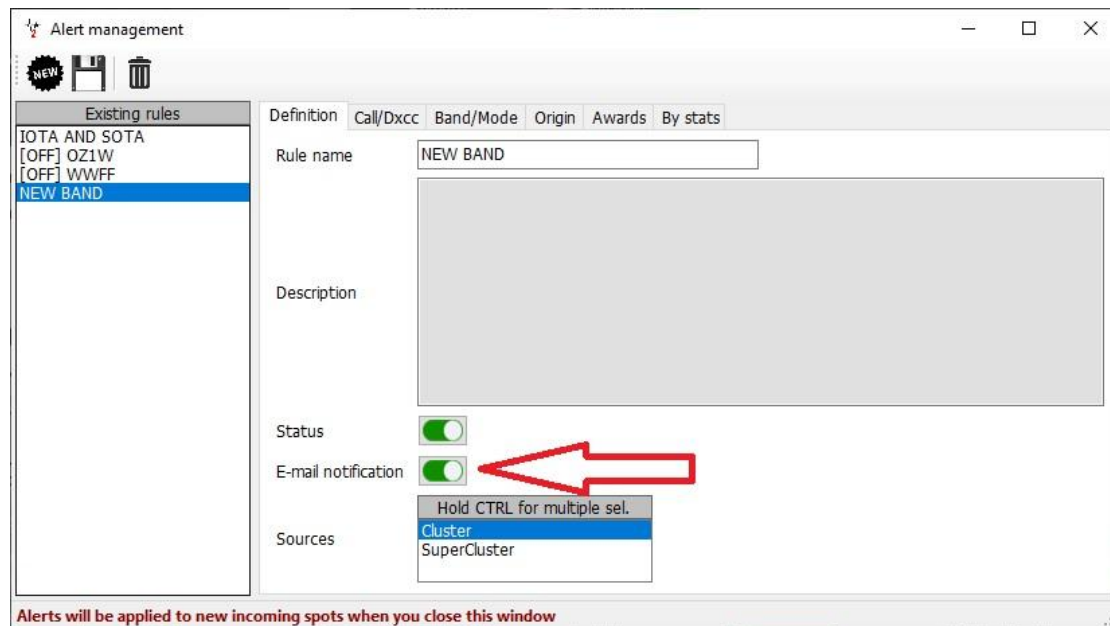 Alert management
NEW
Existing rules
IOTA AND SOTA
[OFF] OZ1W
[OFF] WWFF
NEW BAND
Definition Call/Dxcc Band/Mode Origin Awards By stats
Rule name NEW BAND
Description
Status
E-mail notification
Hold CTRL for multiple sel.
Sources
Cluster
SuperCluster
Alerts will be applied to new incoming spots when you close this window